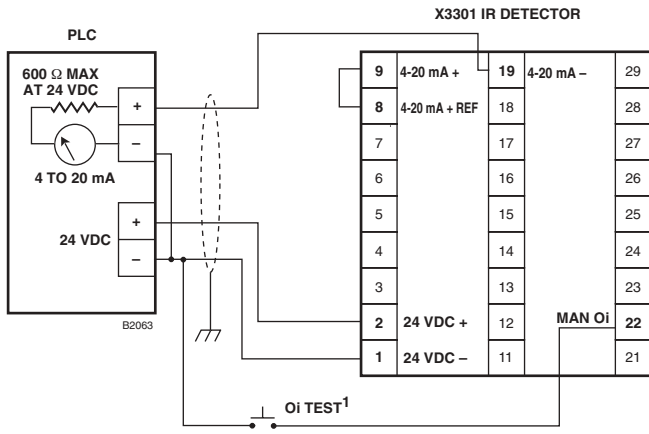 X3301 IR DETECTOR
PLC
600 Ω MAX
AT 24 VDC
+
–
4 TO 20 mA
24 VDC
+
–
B2063
9 4-20 mA + 19 4-20 mA – 29
8 4-20 mA + REF 18 28
7 17 27
6 16 26
5 15 25
4 14 24
3 13 23
2 24 VDC + 12 MAN Oi 22
1 24 VDC – 11 21
Oi TEST1